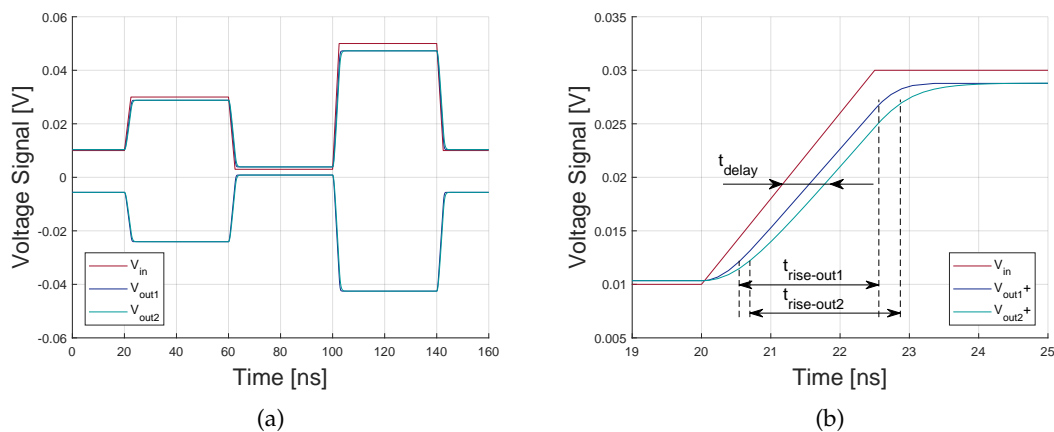 0.06
0.04
0.02
0
-0.02
-0.04
-0.06
Voltage Signal [V]
V_in
V_out1
V_out2
0 20 40 60 80 100 120 140 160
Time [ns]
(a)
0.035
0.03
0.025
0.02
0.015
0.01
0.005
Voltage Signal [V]
t_delay
t_rise-out1
t_rise-out2
V_in
V_out1+
V_out2+
19 20 21 22 23 24 25
Time [ns]
(b)